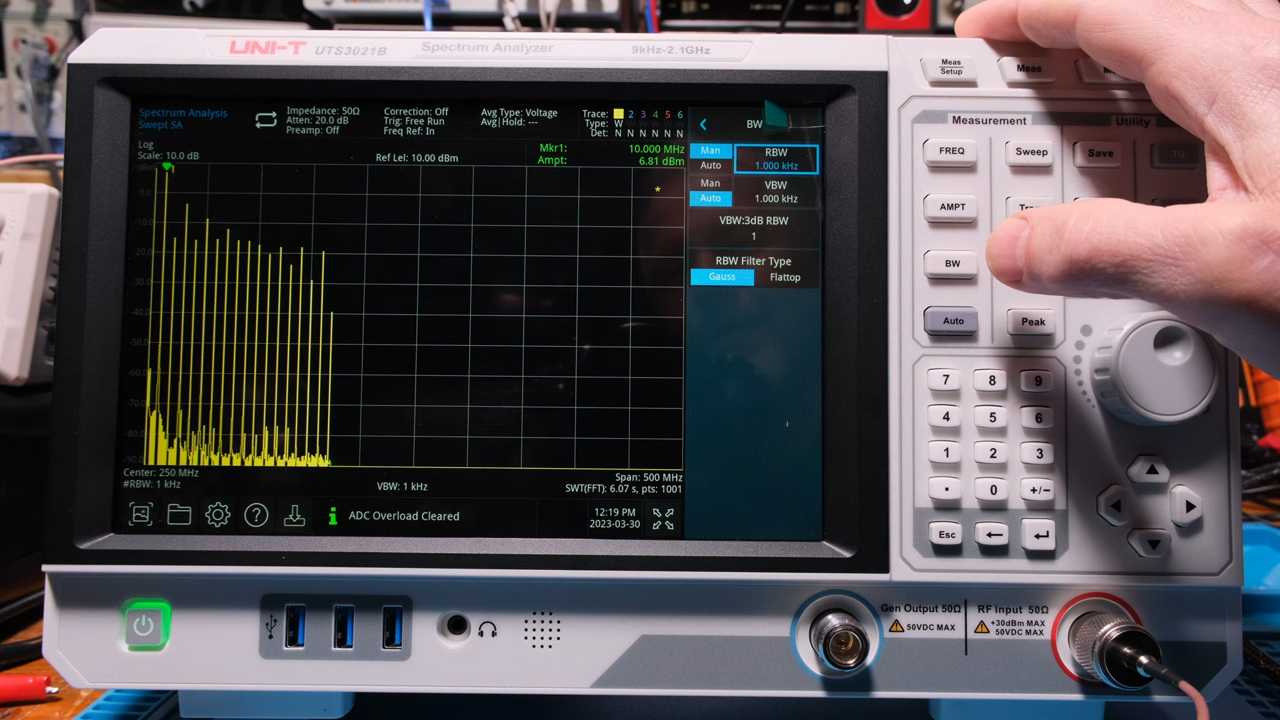 UNI-T UTS3021B Spectrum Analyzer 9kHz-2.1GHz
Spectrum Analysis
Swept SA
Impedance: 50Ω
Atten: 20.0 dB
Preamp: Off
Correction: Off
Trig: Free Run
Freq Ref: In
Avg Type: Voltage
Avg|Hold: ---
Trace: 2 3 4 5 6
Type: W
Det: N N N N N N
Log
Scale: 10.0 dB
Ref Lel: 10.00 dBm
Mkr1: 10.000 MHz
Ampt: 6.81 dBm
dBm
0.0
-10.0
-20.0
-30.0
-40.0
-50.0
-60.0
-70.0
-80.0
-90.0
Center: 250 MHz
#RBW: 1 kHz
VBW: 1 kHz
Span: 500 MHz
SWT(FFT): 6.07 s, pts: 1001
ADC Overload Cleared
12:19 PM
2023-03-30
BW
Man
Auto
RBW
1.000 kHz
Man
Auto
VBW
1.000 kHz
VBW:3dB RBW
1
RBW Filter Type
Gauss Flattop
Meas
Setup
Meas
Measurement
Utility
FREQ
Sweep
Save
TG
AMPT
BW
Auto
Peak
7 8 9
4 5 6
1 2 3
. 0 +/−
Esc
Gen Output 50Ω
50VDC MAX
RF Input 50Ω
+30dBm MAX
50VDC MAX